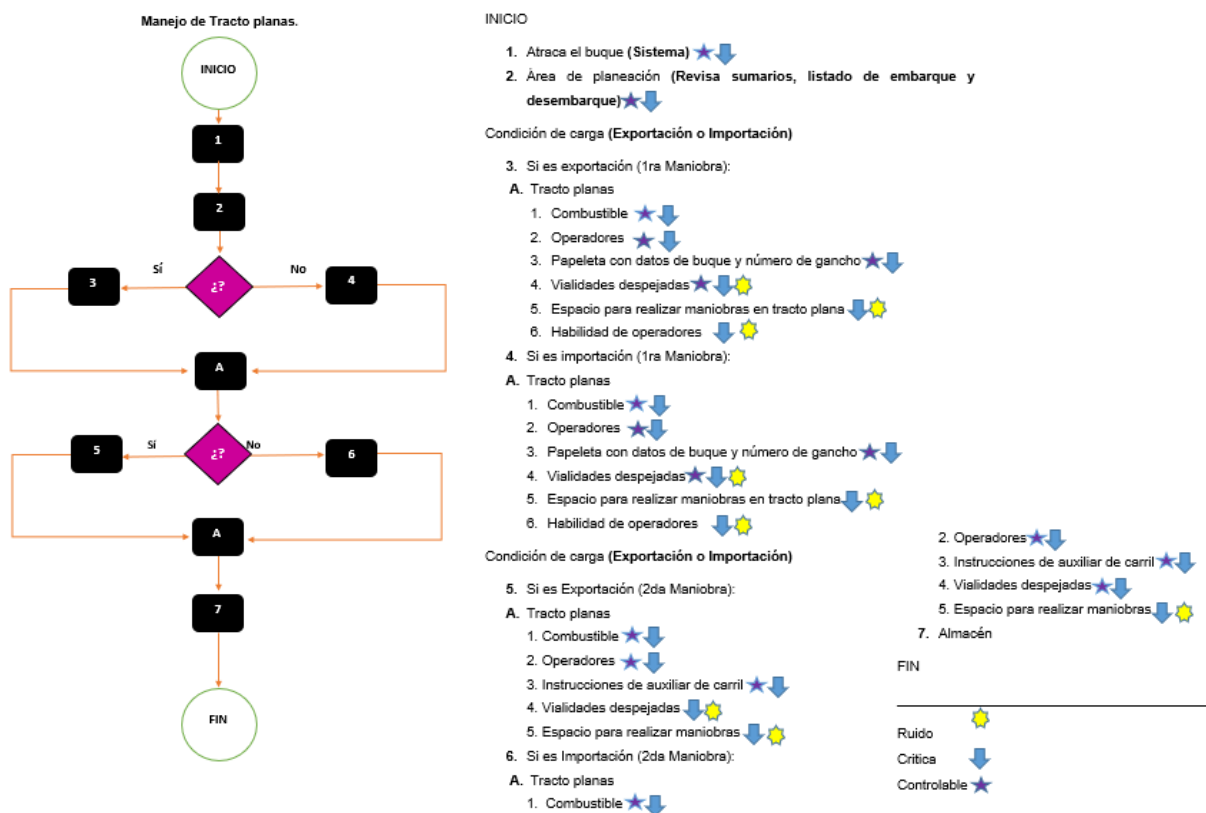 Manejo de Tracto planas.
INICIO
1
2
Sí
¿?
No
3
4
A
5
Sí
¿?
No
6
A
7
FIN
INICIO
1. Atraca el buque (Sistema)
2. Área de planeación (Revisa sumarios, listado de embarque y
desembarque)
Condición de carga (Exportación o Importación)
3. Si es exportación (1ra Maniobra):
A. Tracto planas
1. Combustible
2. Operadores
3. Papeleta con datos de buque y número de gancho
4. Vialidades despejadas
5. Espacio para realizar maniobras en tracto plana
6. Habilidad de operadores
4. Si es importación (1ra Maniobra):
A. Tracto planas
1. Combustible
2. Operadores
3. Papeleta con datos de buque y número de gancho
4. Vialidades despejadas
5. Espacio para realizar maniobras en tracto plana
6. Habilidad de operadores
Condición de carga (Exportación o Importación)
5. Si es Exportación (2da Maniobra):
A. Tracto planas
1. Combustible
2. Operadores
3. Instrucciones de auxiliar de carril
4. Vialidades despejadas
5. Espacio para realizar maniobras
6. Si es Importación (2da Maniobra):
A. Tracto planas
1. Combustible
2. Operadores
3. Instrucciones de auxiliar de carril
4. Vialidades despejadas
5. Espacio para realizar maniobras
7. Almacén
FIN
Ruido
Critica
Controlable